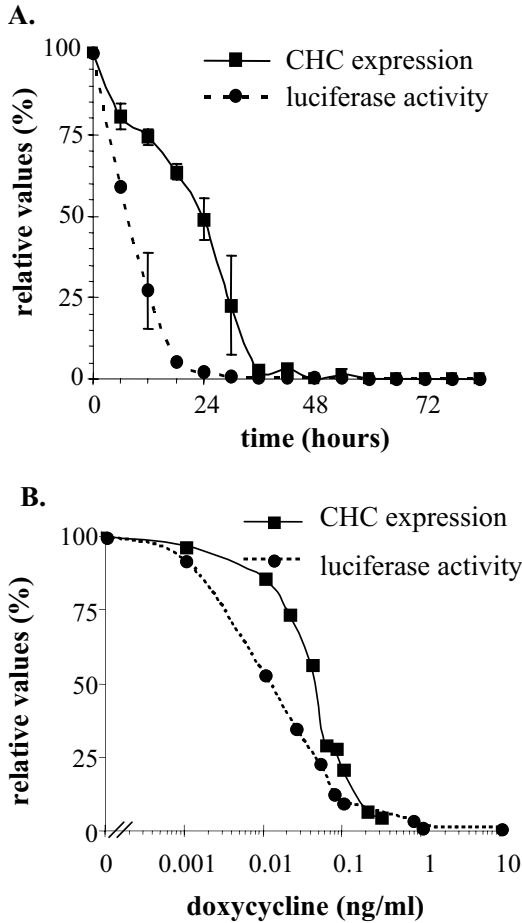 A.
CHC expression
luciferase activity
relative values (%)
100
75
50
25
0
0 24 48 72
time (hours)
B.
CHC expression
luciferase activity
relative values (%)
100
75
50
25
0
0 0.001 0.01 0.1 1 10
doxycycline (ng/ml)